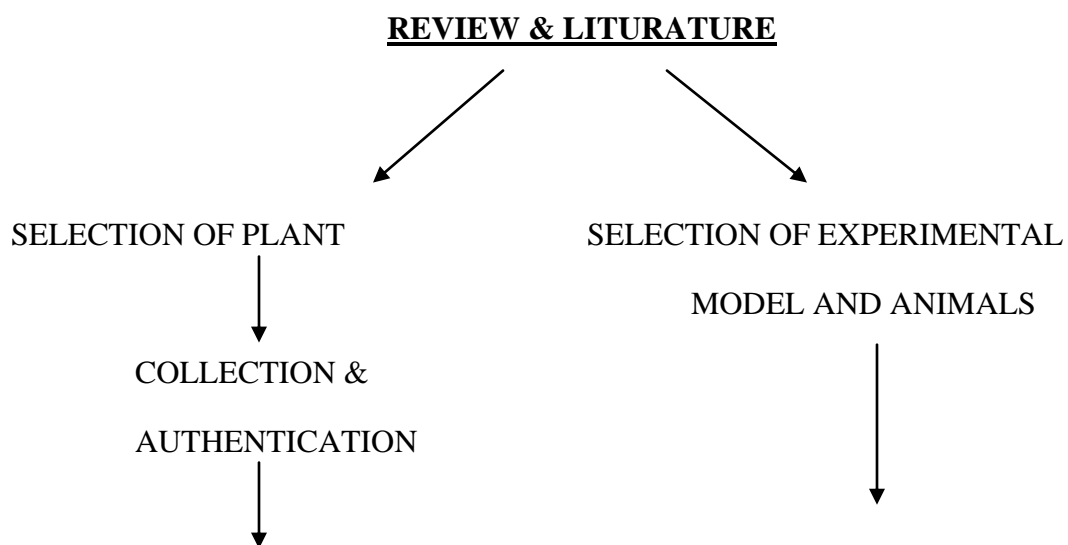 REVIEW & LITURATURE
SELECTION OF PLANT
SELECTION OF EXPERIMENTAL
MODEL AND ANIMALS
COLLECTION &
AUTHENTICATION